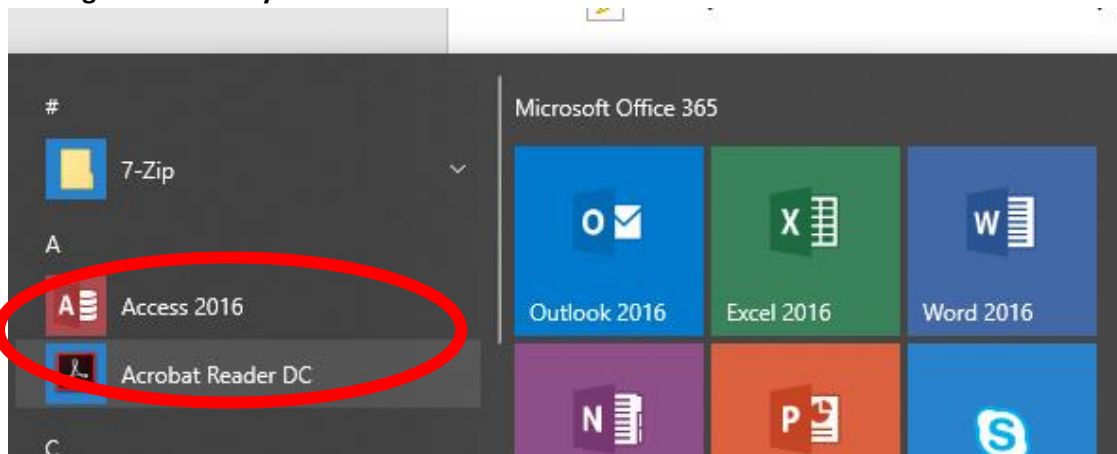 #
Microsoft Office 365
7-Zip
A
Access 2016
Acrobat Reader DC
C
Outlook 2016
Excel 2016
Word 2016